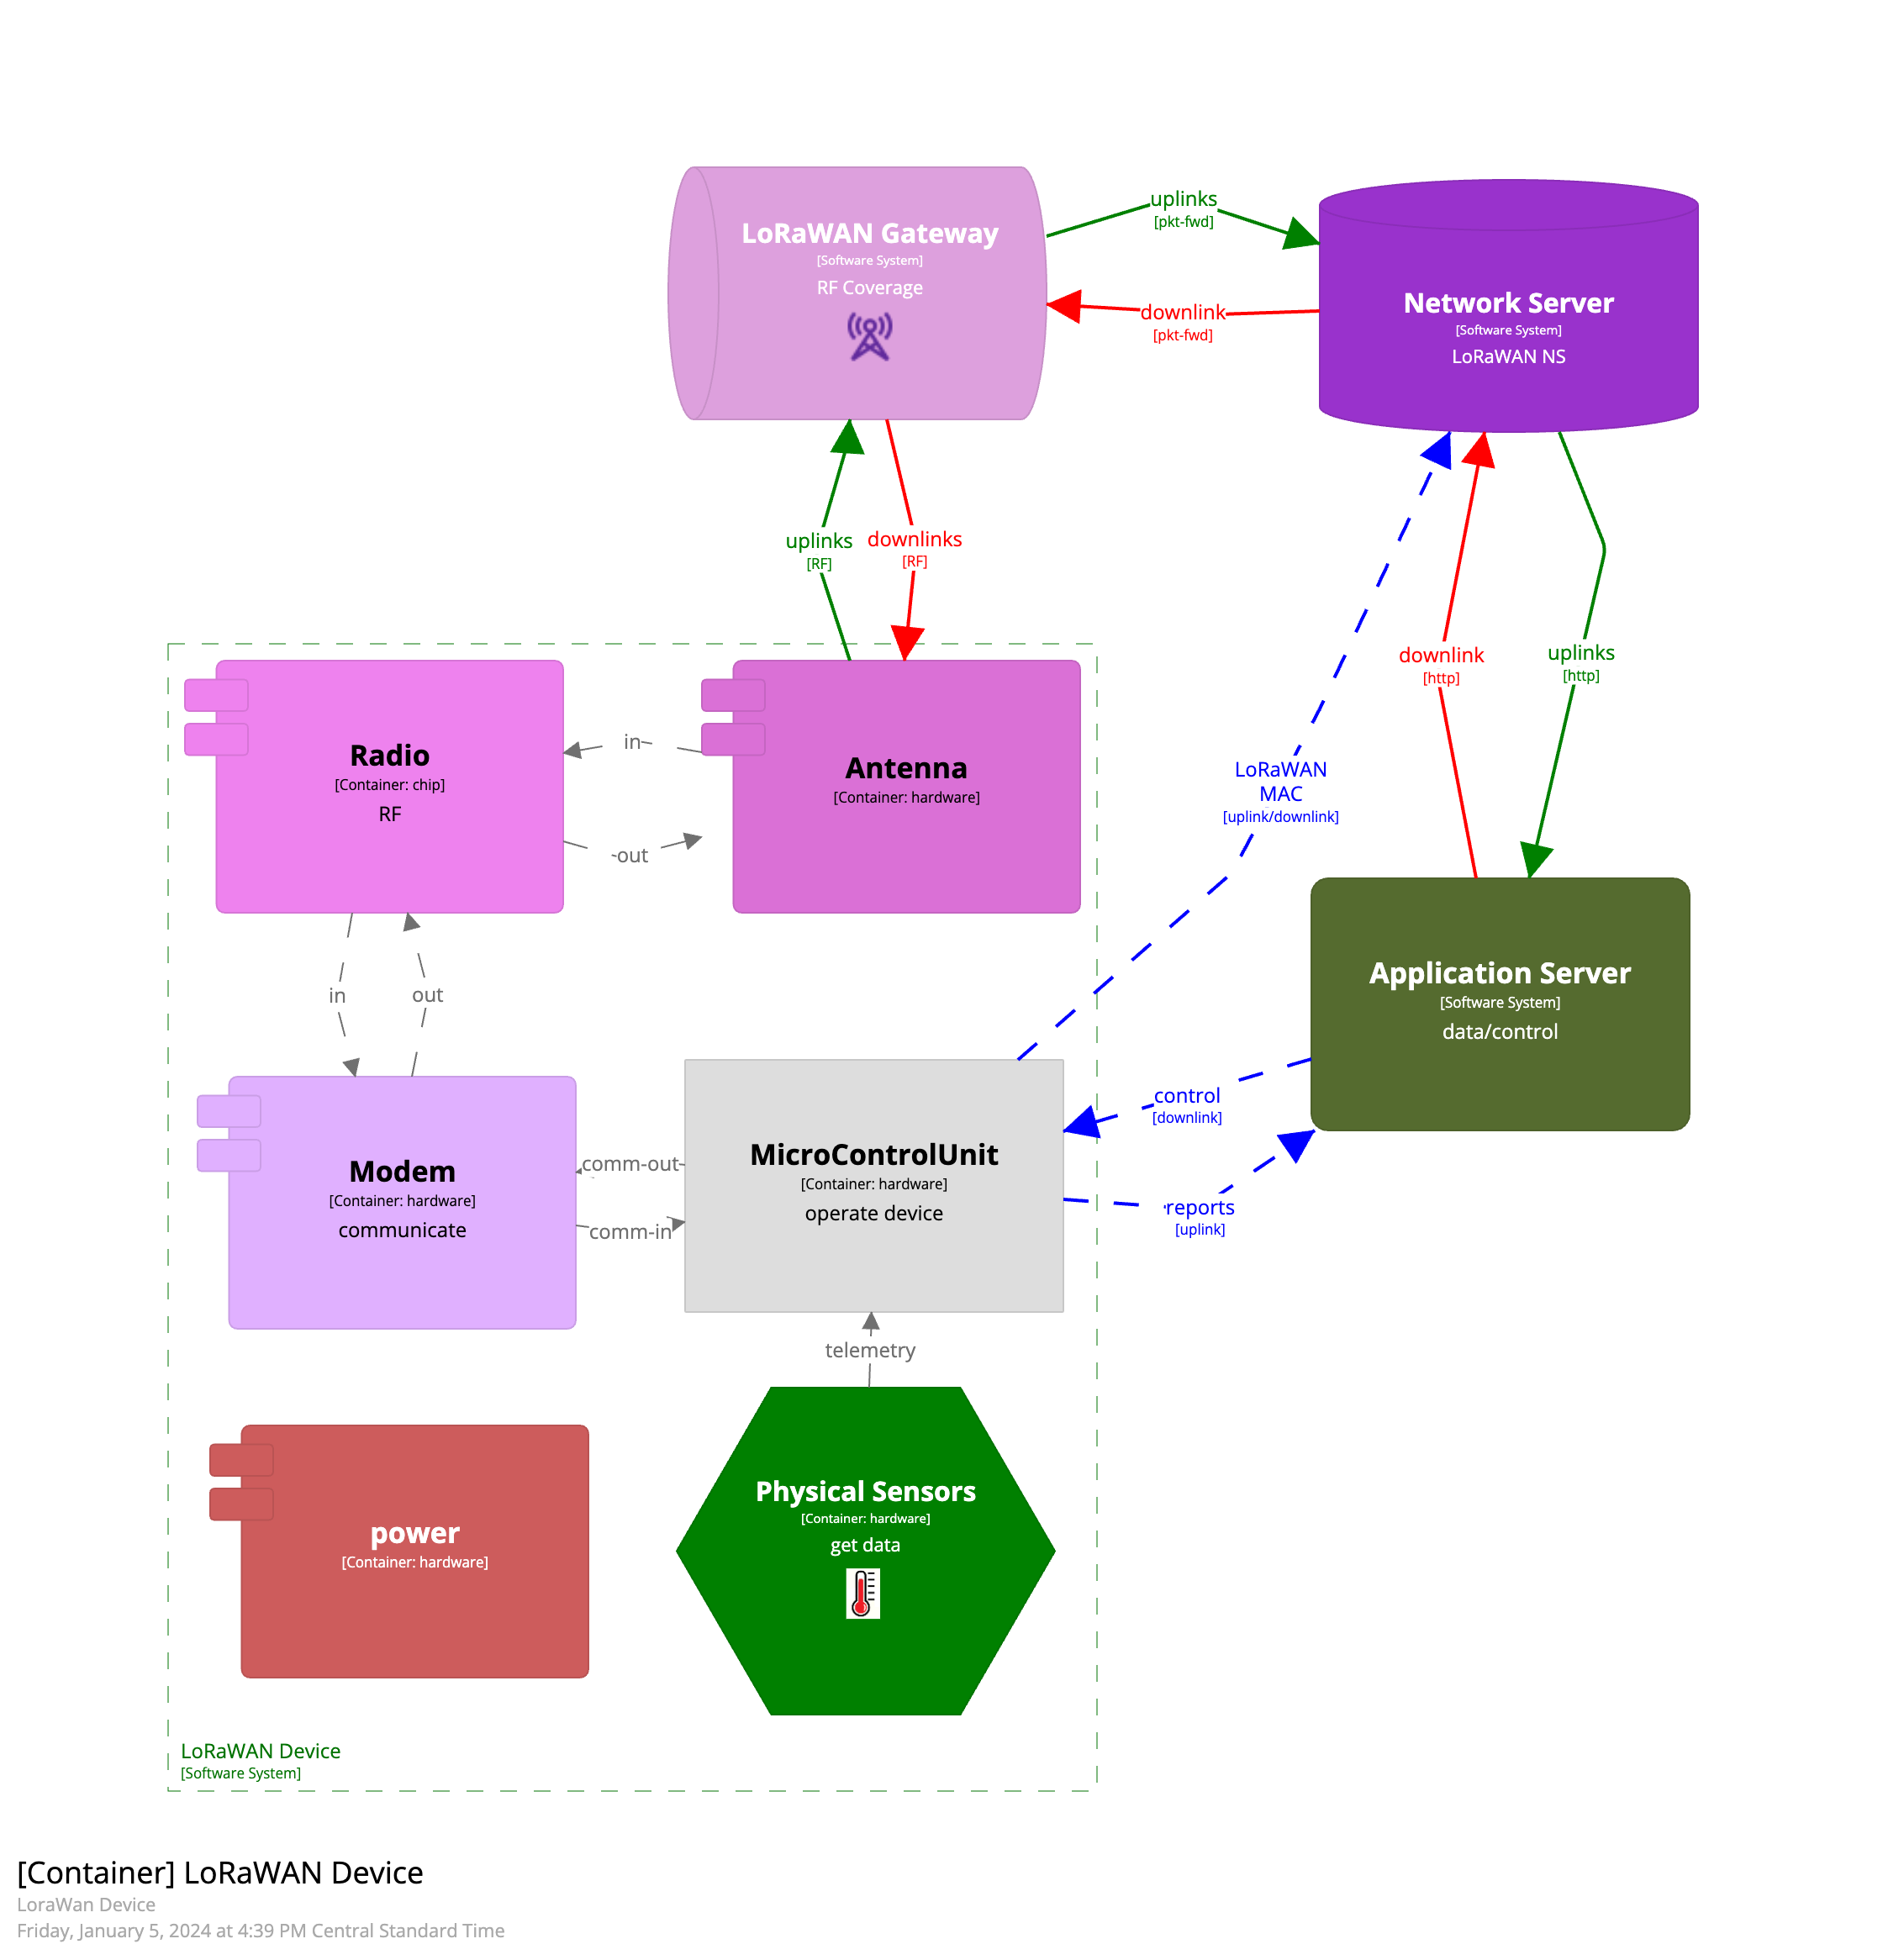 LoRaWAN Gateway
[Software System]
RF Coverage
uplinks
[pkt-fwd]
downlink
[pkt-fwd]
Network Server
[Software System]
LoRaWAN NS
uplinks
[RF]
downlinks
[RF]
downlink
[http]
uplinks
[http]
Radio
[Container: chip]
RF
in
out
Antenna
[Container: hardware]
LoRaWAN
MAC
[uplink/downlink]
in
out
Application Server
[Software System]
data/control
Modem
[Container: hardware]
communicate
comm-out
comm-in
MicroControlUnit
[Container: hardware]
operate device
control
[downlink]
reports
[uplink]
telemetry
power
[Container: hardware]
Physical Sensors
[Container: hardware]
get data
LoRaWAN Device
[Software System]
[Container] LoRaWAN Device
LoraWan Device
Friday, January 5, 2024 at 4:39 PM Central Standard Time